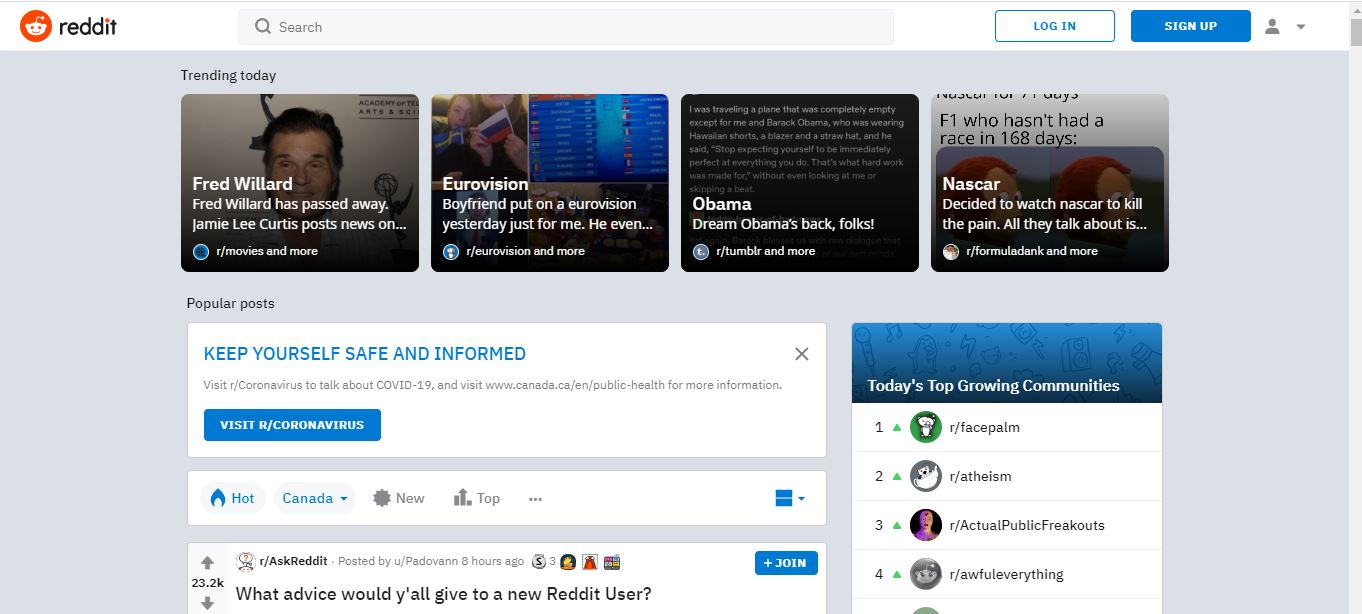 reddit
Search
LOG IN
SIGN UP
Trending today
ACADEMY OF TEL
ARTS & SCI
Fred Willard
Fred Willard has passed away.
Jamie Lee Curtis posts news on...
r/movies and more
Eurovision
Boyfriend put on a eurovision
yesterday just for me. He even...
r/eurovision and more
I was traveling a plane that was completely empty
except for me and Barack Obama, who was wearing
Hawaiian shorts, a blazer and a straw hat, and he
said, "Stop expecting yourself to be immediately
perfect at everything you do. That's what hard work
was made for," without even looking at me or
skipping a beat.
Obama
Dream Obama's back, folks!
Yet again, Barack blesses us with raw dialogue that
r/tumblr and more
Nascar for 71 days
F1 who hasn't had a
race in 168 days:
Nascar
Decided to watch nascar to kill
the pain. All they talk about is...
r/formuladank and more
Popular posts
KEEP YOURSELF SAFE AND INFORMED
Visit r/Coronavirus to talk about COVID-19, and visit www.canada.ca/en/public-health for more information.
VISIT R/CORONAVIRUS
Hot
Canada
New
Top
...
r/AskReddit · Posted by u/Padovann 8 hours ago
S 3
+ JOIN
23.2k
What advice would y'all give to a new Reddit User?
Today's Top Growing Communities
1 r/facepalm
2 r/atheism
3 r/ActualPublicFreakouts
4 r/awfuleverything